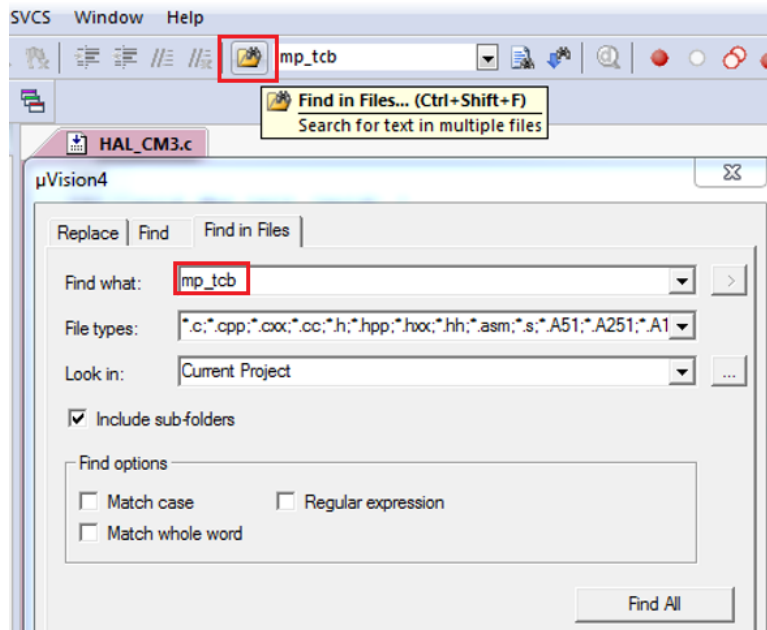 SVCS Window Help
mp_tcb
Find in Files... (Ctrl+Shift+F)
Search for text in multiple files
HAL_CM3.c
µVision4
Replace Find Find in Files
Find what: mp_tcb >
File types: *.c;*.cpp;*.cxx;*.cc;*.h;*.hpp;*.hxx;*.hh;*.asm;*.s;*.A51;*.A251;*.A1
Look in: Current Project ...
Include sub-folders
Find options
Match case Regular expression
Match whole word
Find All